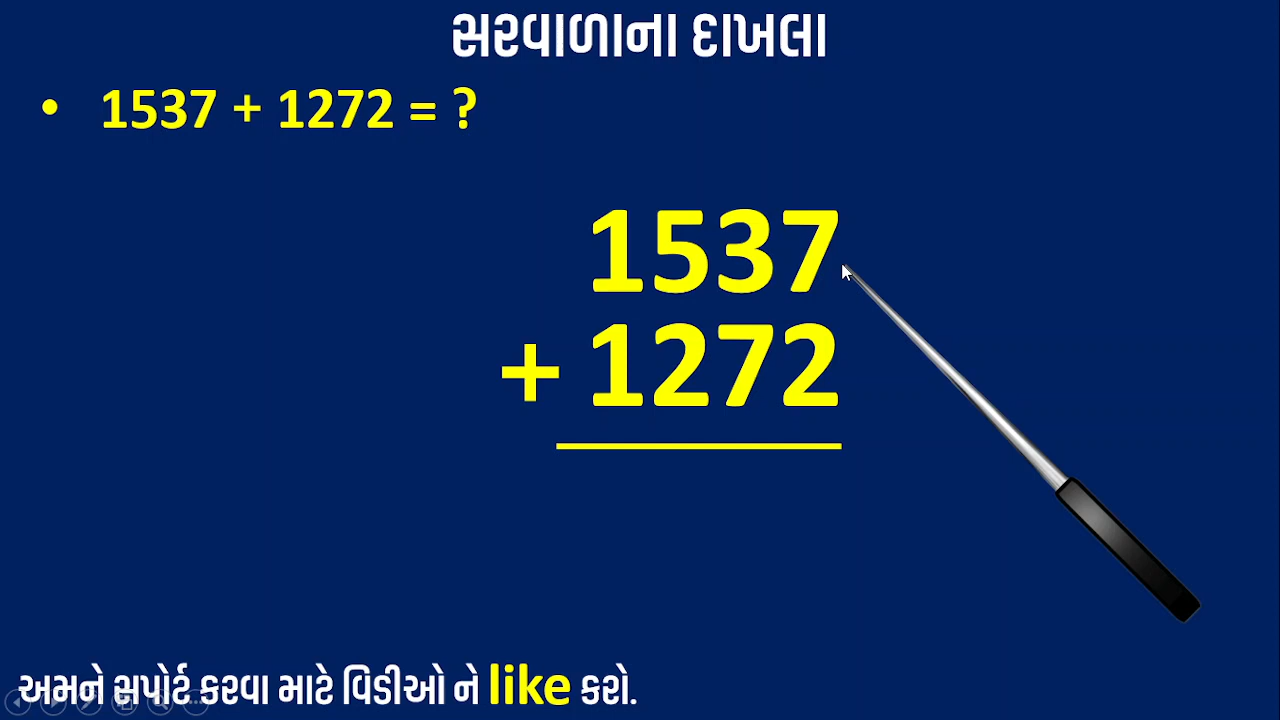 સરવાળાના દાખલા
• 1537 + 1272 = ?
1537
+ 1272
અમને સપોર્ટ કરવા માટે વિડીઓ ને like કરો.